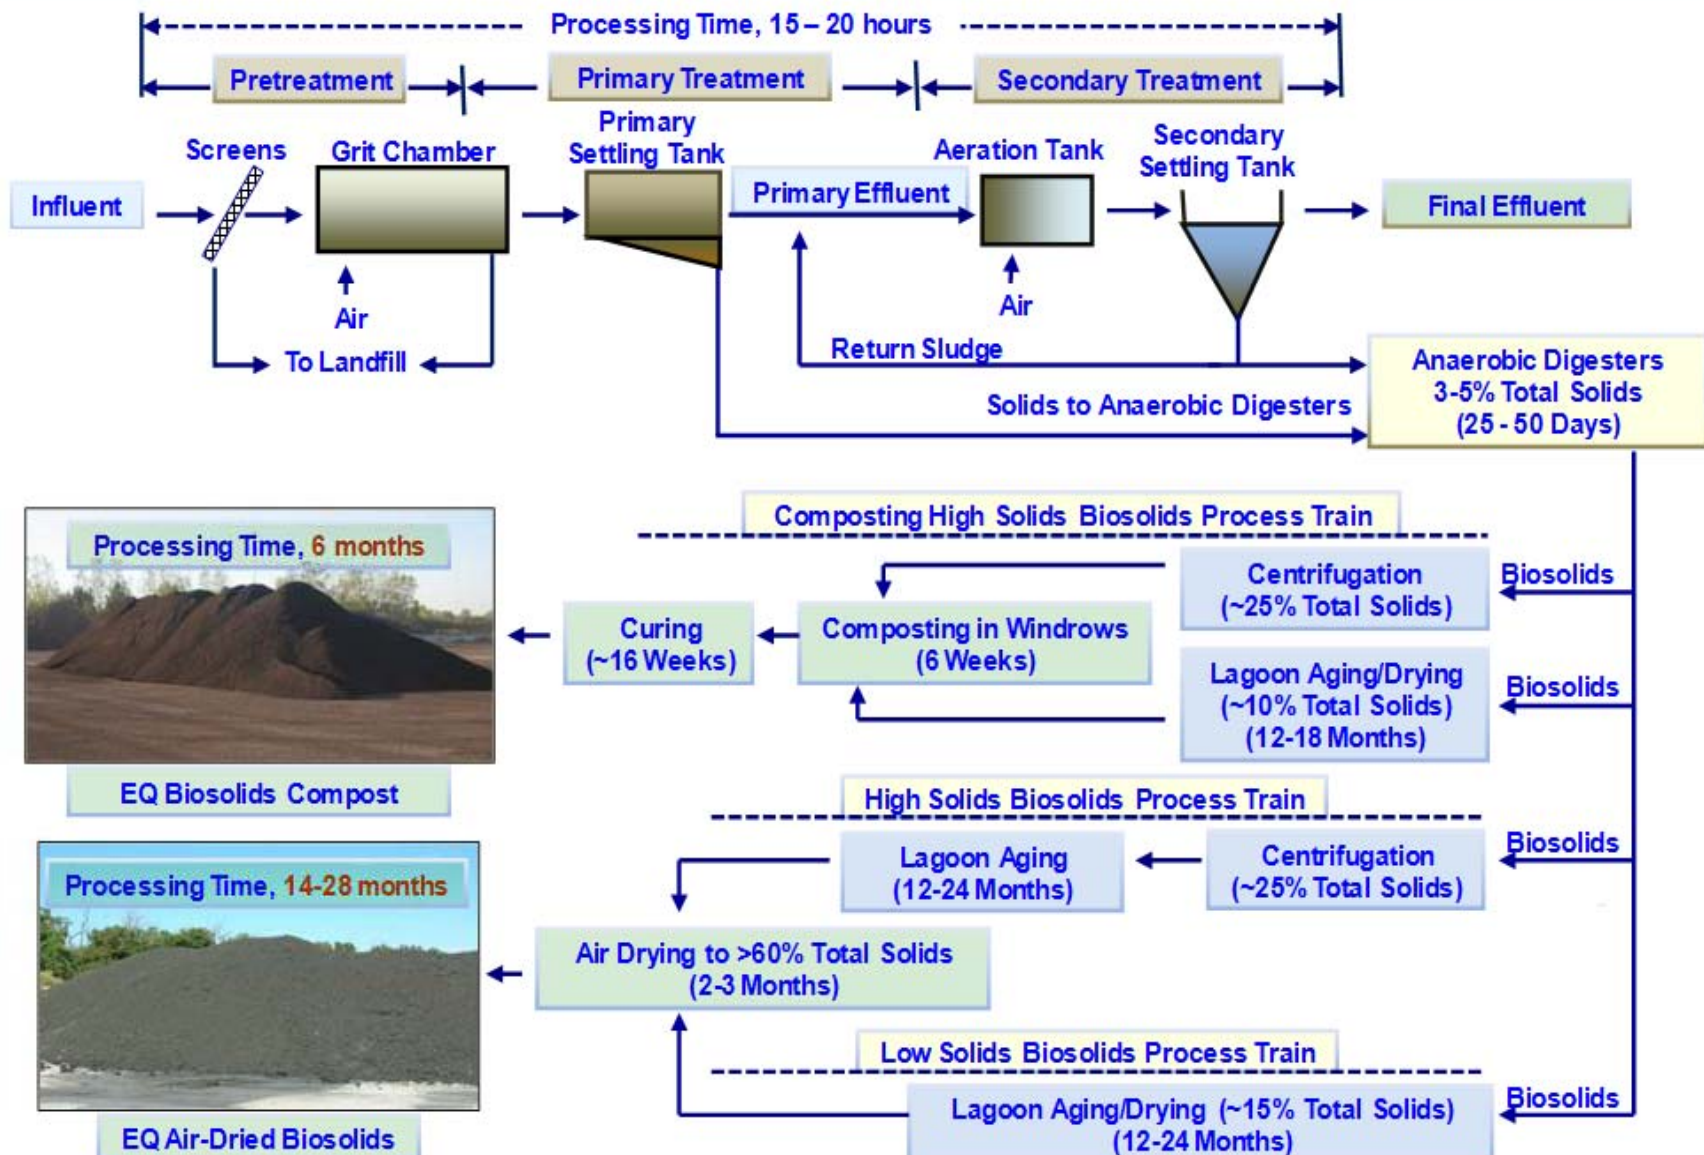 Processing Time, 15 – 20 hours
Pretreatment
Primary Treatment
Secondary Treatment
Screens
Grit Chamber
Primary
Settling Tank
Aeration Tank
Secondary
Settling Tank
Influent
Primary Effluent
Final Effluent
Air
Air
To Landfill
Return Sludge
Solids to Anaerobic Digesters
Anaerobic Digesters
3-5% Total Solids
(25 - 50 Days)
Composting High Solids Biosolids Process Train
Processing Time, 6 months
Centrifugation
(~25% Total Solids)
Biosolids
Curing
(~16 Weeks)
Composting in Windrows
(6 Weeks)
Lagoon Aging/Drying
(~10% Total Solids)
(12-18 Months)
Biosolids
EQ Biosolids Compost
High Solids Biosolids Process Train
Processing Time, 14-28 months
Lagoon Aging
(12-24 Months)
Centrifugation
(~25% Total Solids)
Biosolids
Air Drying to >60% Total Solids
(2-3 Months)
Low Solids Biosolids Process Train
Lagoon Aging/Drying (~15% Total Solids)
(12-24 Months)
Biosolids
EQ Air-Dried Biosolids